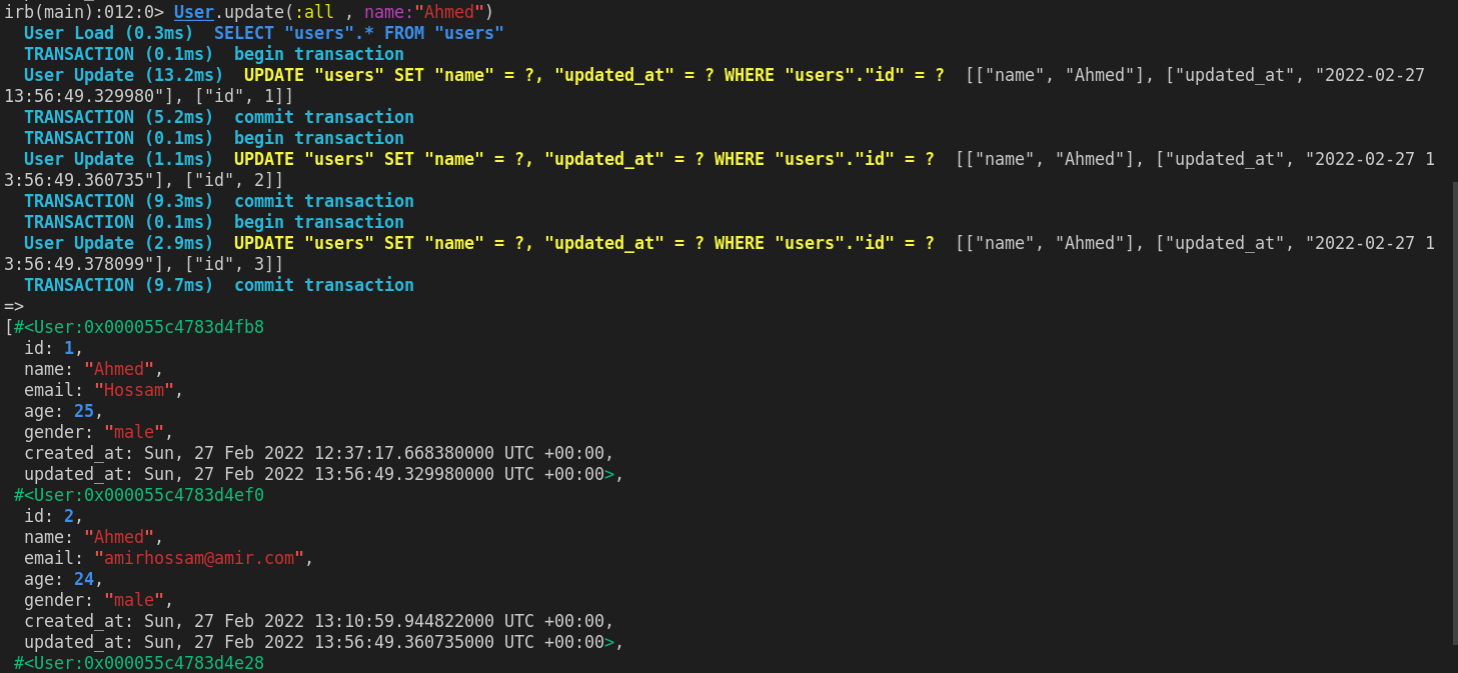 irb(main):012:0> User.update(:all , name:"Ahmed")
  User Load (0.3ms)  SELECT "users".* FROM "users"
  TRANSACTION (0.1ms)  begin transaction
  User Update (13.2ms)  UPDATE "users" SET "name" = ?, "updated_at" = ? WHERE "users"."id" = ?  [["name", "Ahmed"], ["updated_at", "2022-02-27
13:56:49.329980"], ["id", 1]]
  TRANSACTION (5.2ms)  commit transaction
  TRANSACTION (0.1ms)  begin transaction
  User Update (1.1ms)  UPDATE "users" SET "name" = ?, "updated_at" = ? WHERE "users"."id" = ?  [["name", "Ahmed"], ["updated_at", "2022-02-27 1
3:56:49.360735"], ["id", 2]]
  TRANSACTION (9.3ms)  commit transaction
  TRANSACTION (0.1ms)  begin transaction
  User Update (2.9ms)  UPDATE "users" SET "name" = ?, "updated_at" = ? WHERE "users"."id" = ?  [["name", "Ahmed"], ["updated_at", "2022-02-27 1
3:56:49.378099"], ["id", 3]]
  TRANSACTION (9.7ms)  commit transaction
=>
[#<User:0x000055c4783d4fb8
  id: 1,
  name: "Ahmed",
  email: "Hossam",
  age: 25,
  gender: "male",
  created_at: Sun, 27 Feb 2022 12:37:17.668380000 UTC +00:00,
  updated_at: Sun, 27 Feb 2022 13:56:49.329980000 UTC +00:00>,
 #<User:0x000055c4783d4ef0
  id: 2,
  name: "Ahmed",
  email: "amirhossam@amir.com",
  age: 24,
  gender: "male",
  created_at: Sun, 27 Feb 2022 13:10:59.944822000 UTC +00:00,
  updated_at: Sun, 27 Feb 2022 13:56:49.360735000 UTC +00:00>,
 #<User:0x000055c4783d4e28